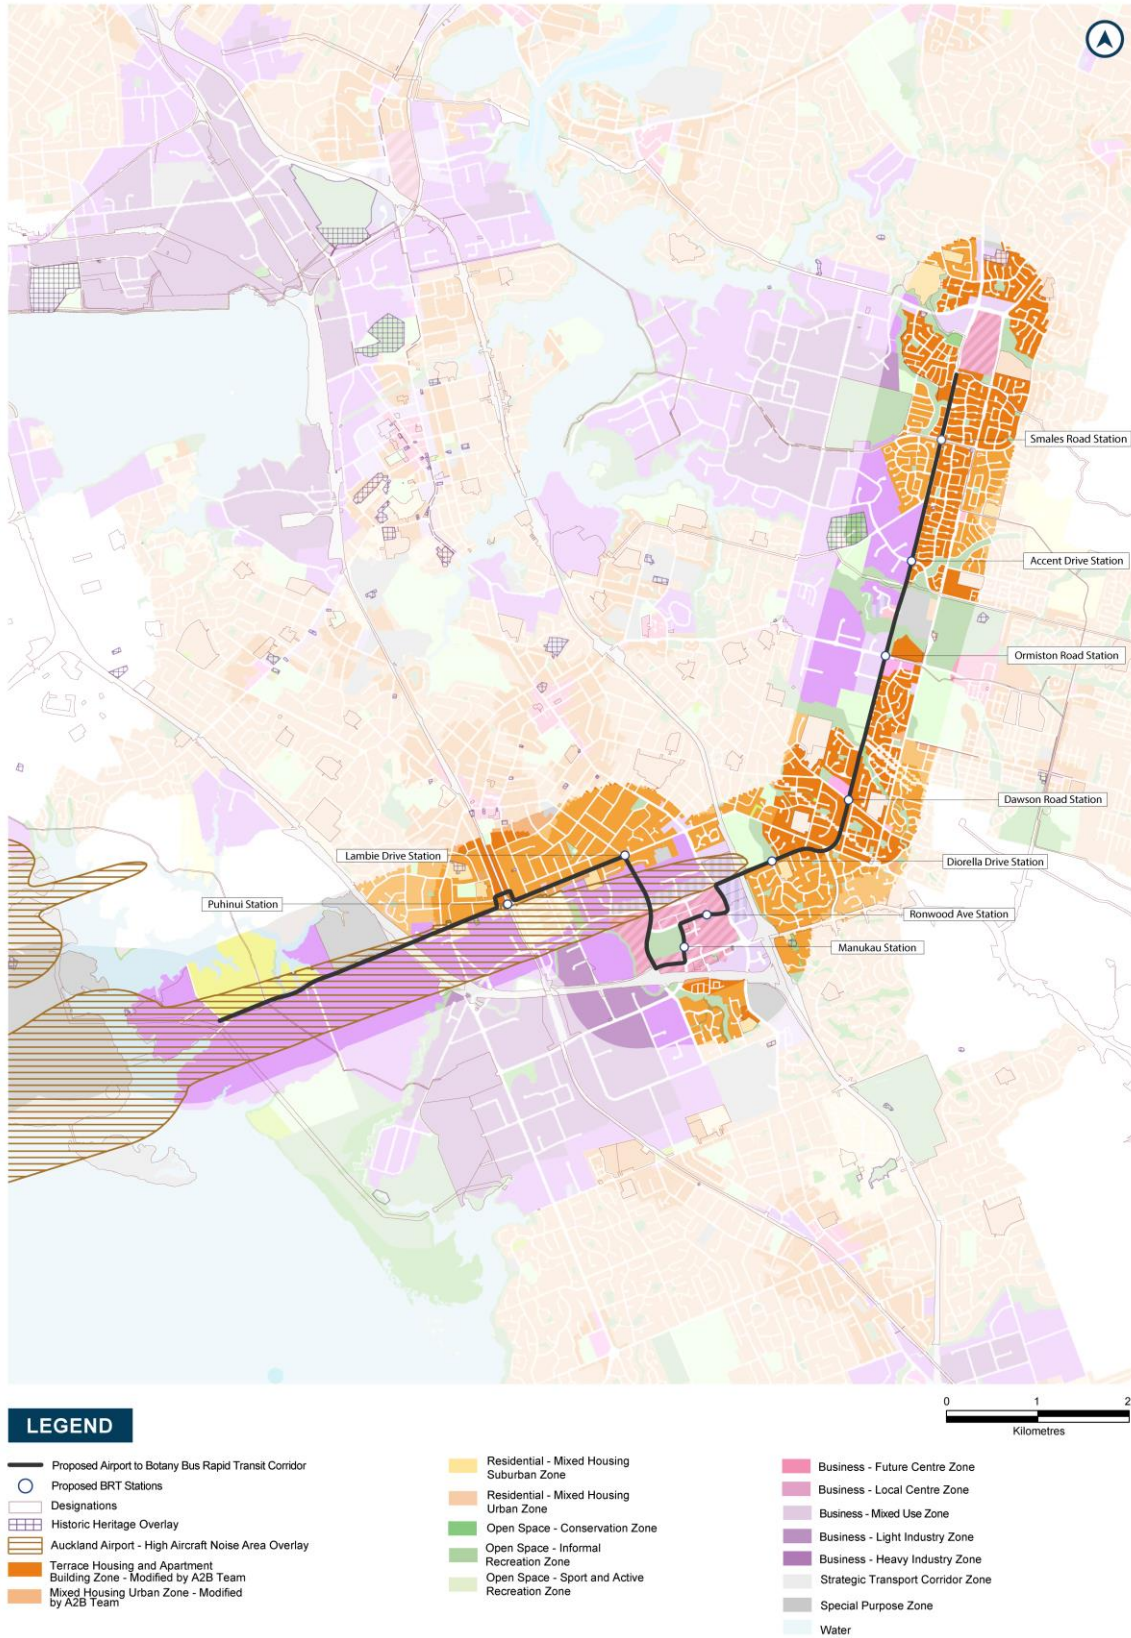 Smales Road Station
Accent Drive Station
Ormiston Road Station
Dawson Road Station
Lambie Drive Station
Diorella Drive Station
Puhinui Station
Ronwood Ave Station
Manukau Station
0 1 2
Kilometres
LEGEND
Proposed Airport to Botany Bus Rapid Transit Corridor
Proposed BRT Stations
Designations
Historic Heritage Overlay
Auckland Airport - High Aircraft Noise Area Overlay
Terrace Housing and Apartment
Building Zone - Modified by A2B Team
Mixed Housing Urban Zone - Modified
by A2B Team
Residential - Mixed Housing
Suburban Zone
Residential - Mixed Housing
Urban Zone
Open Space - Conservation Zone
Open Space - Informal
Recreation Zone
Open Space - Sport and Active
Recreation Zone
Business - Future Centre Zone
Business - Local Centre Zone
Business - Mixed Use Zone
Business - Light Industry Zone
Business - Heavy Industry Zone
Strategic Transport Corridor Zone
Special Purpose Zone
Water